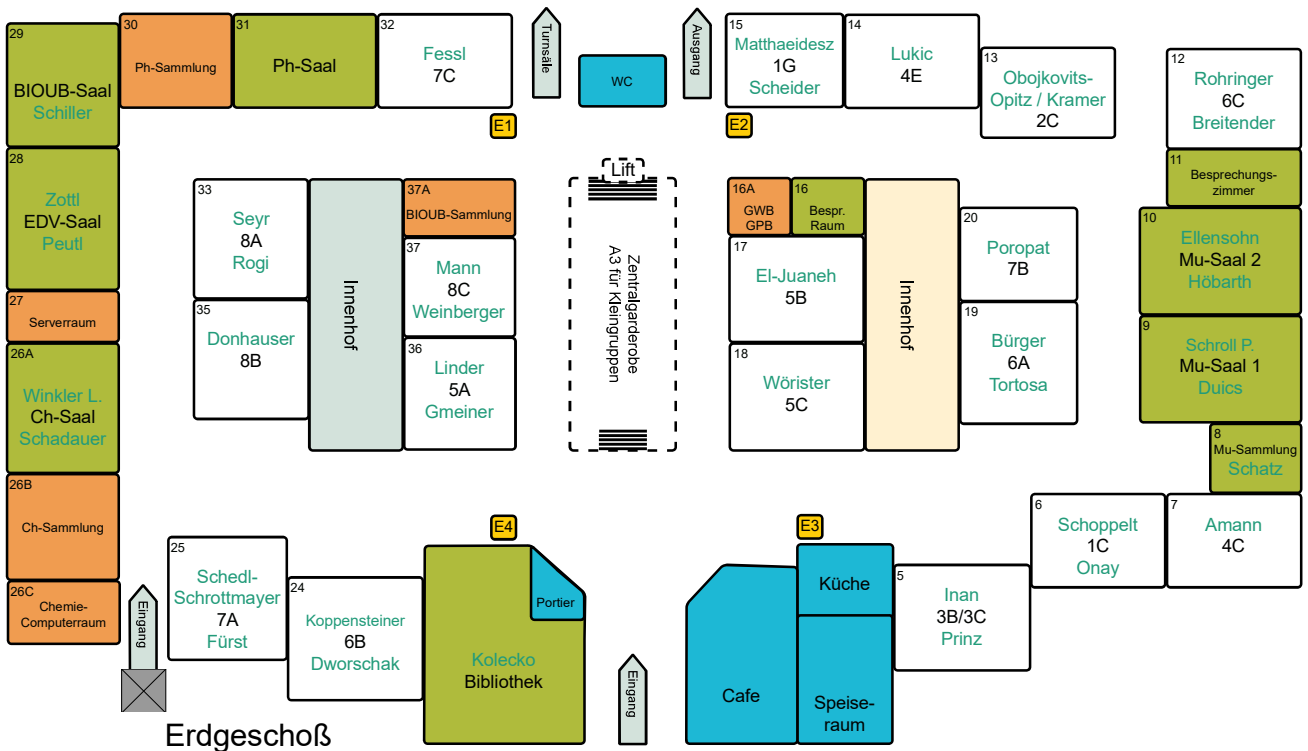 29
BIOUB-Saal
Schiller
30
Ph-Sammlung
31
Ph-Saal
32
Fessl
7C
Turnsäle
WC
Ausgang
15
Matthaeidesz
1G
Scheider
14
Lukic
4E
13
Obojkovits-
Opitz / Kramer
2C
12
Rohringer
6C
Breitender
E1
E2
28
Zottl
EDV-Saal
Peutl
33
Seyr
8A
Rogi
Innenhof
37A
BIOUB-Sammlung
37
Mann
8C
Weinberger
Lift
Zentralgarderobe
A3 für Kleingruppen
16A
GWB
GPB
16
Bespr.
Raum
17
El-Juaneh
5B
Innenhof
20
Poropat
7B
11
Besprechungs-
zimmer
10
Ellensohn
Mu-Saal 2
Höbarth
27
Serverraum
35
Donhauser
8B
36
Linder
5A
Gmeiner
18
Wörister
5C
19
Bürger
6A
Tortosa
9
Schroll P.
Mu-Saal 1
Duics
26A
Winkler L.
Ch-Saal
Schadauer
8
Mu-Sammlung
Schatz
26B
Ch-Sammlung
E4
E3
6
Schoppelt
1C
Onay
7
Amann
4C
26C
Chemie-
Computerraum
Eingang
25
Schedl-
Schrottmayer
7A
Fürst
24
Koppensteiner
6B
Dworschak
Portier
Kolecko
Bibliothek
Eingang
Cafe
Küche
Speise-
raum
5
Inan
3B/3C
Prinz
Erdgeschoß